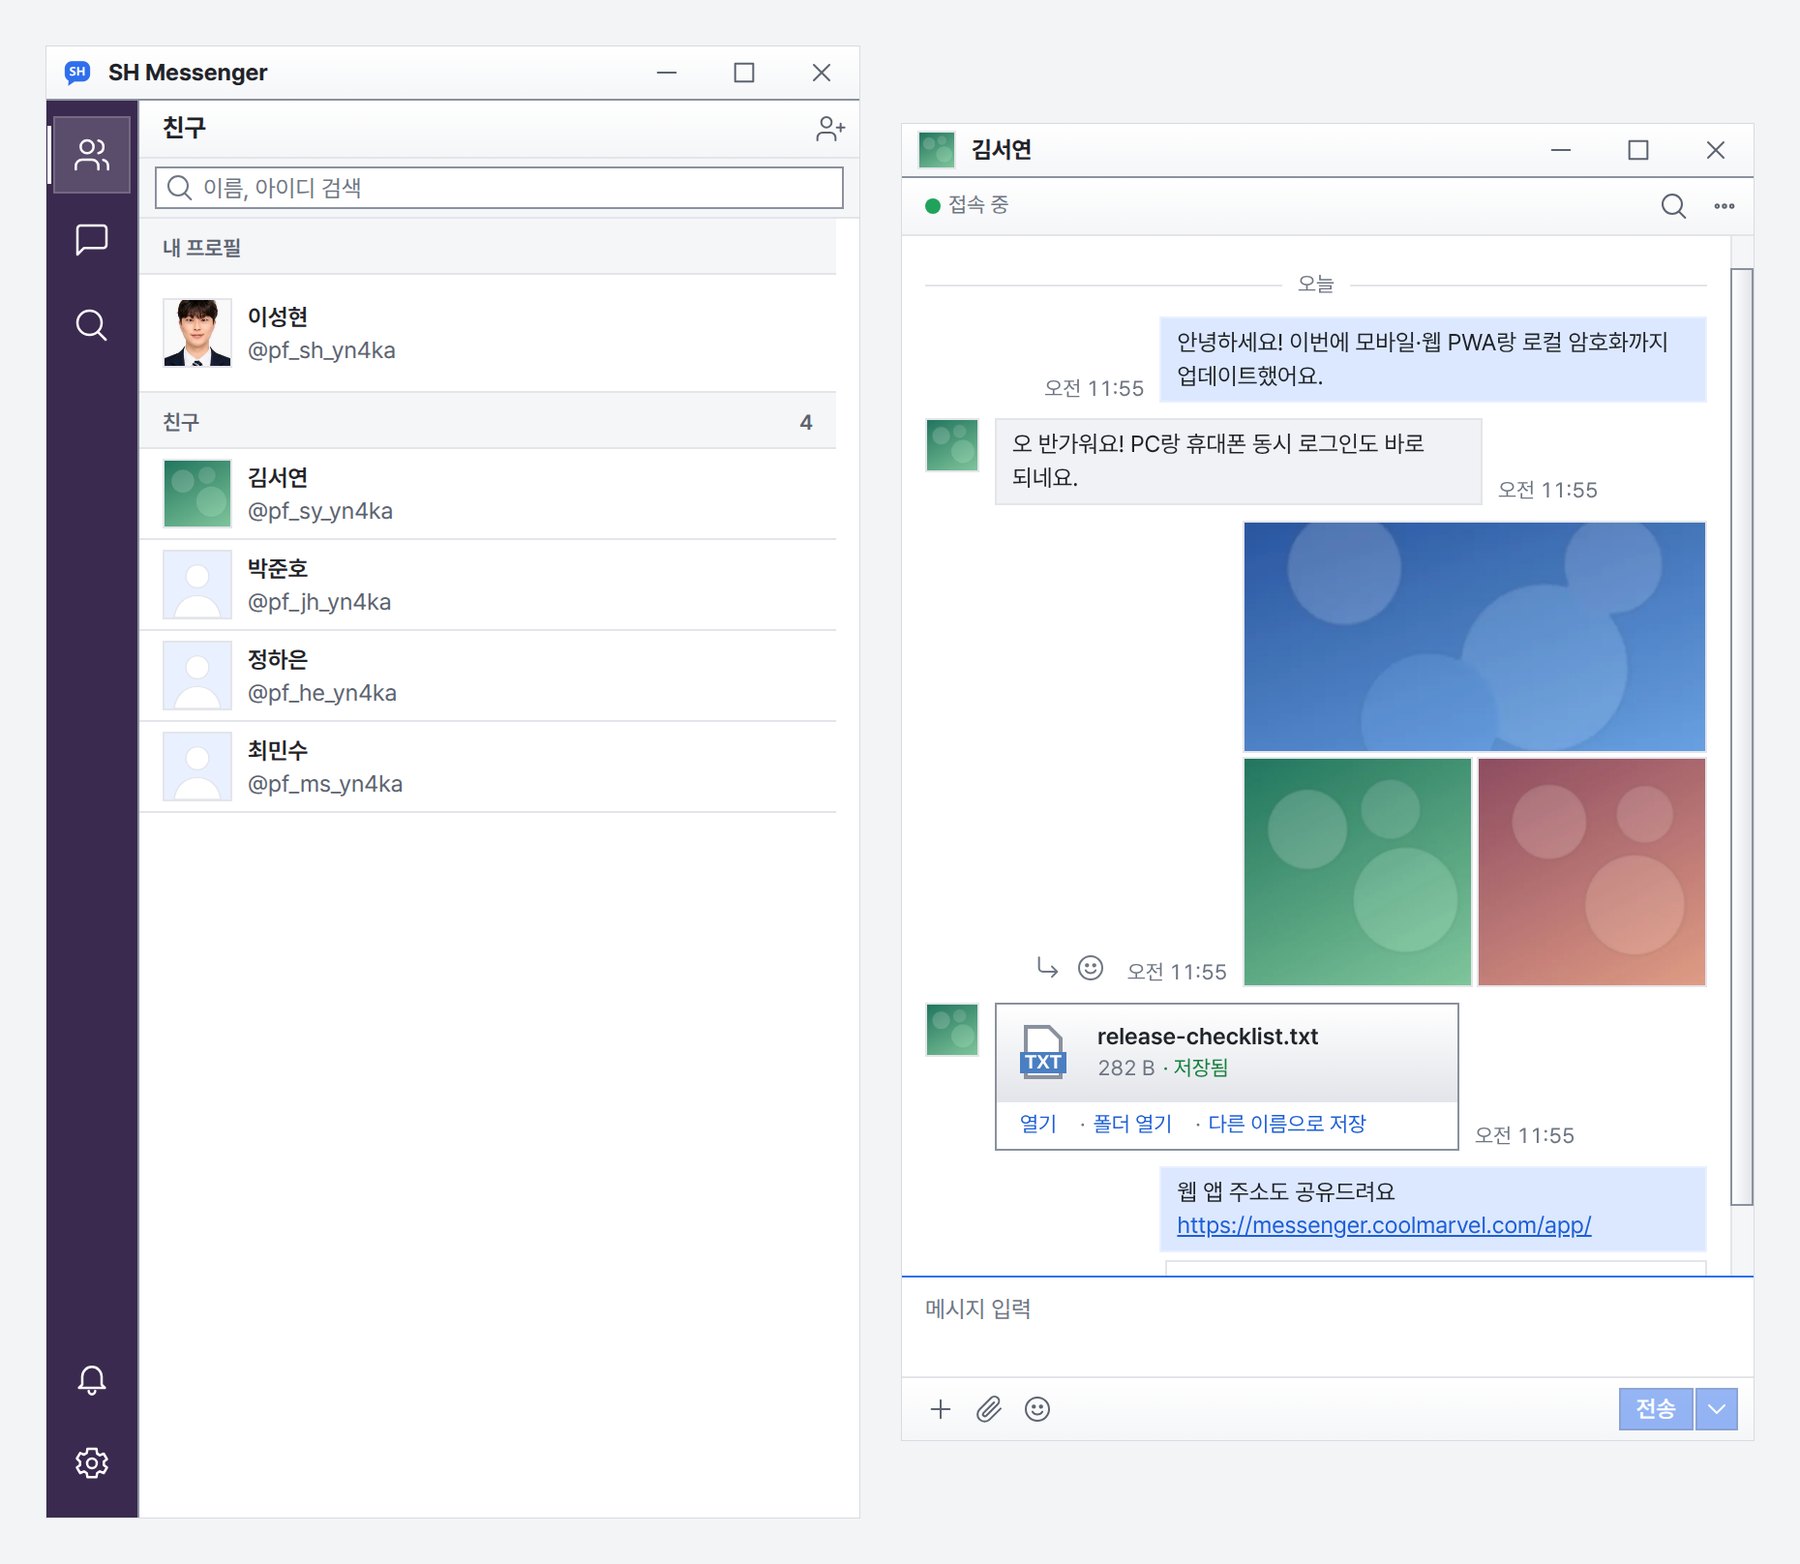 SH
SH Messenger
친구
이름, 아이디 검색
내 프로필
이성현
@pf_sh_yn4ka
친구
4
김서연
@pf_sy_yn4ka
박준호
@pf_jh_yn4ka
정하은
@pf_he_yn4ka
최민수
@pf_ms_yn4ka
김서연
접속 중
오늘
안녕하세요! 이번에 모바일·웹 PWA랑 로컬 암호화까지
업데이트했어요.
오전 11:55
오 반가워요! PC랑 휴대폰 동시 로그인도 바로
되네요.
오전 11:55
오전 11:55
TXT
release-checklist.txt
282 B · 저장됨
열기 · 폴더 열기 · 다른 이름으로 저장
오전 11:55
웹 앱 주소도 공유드려요
https://messenger.coolmarvel.com/app/
메시지 입력
전송